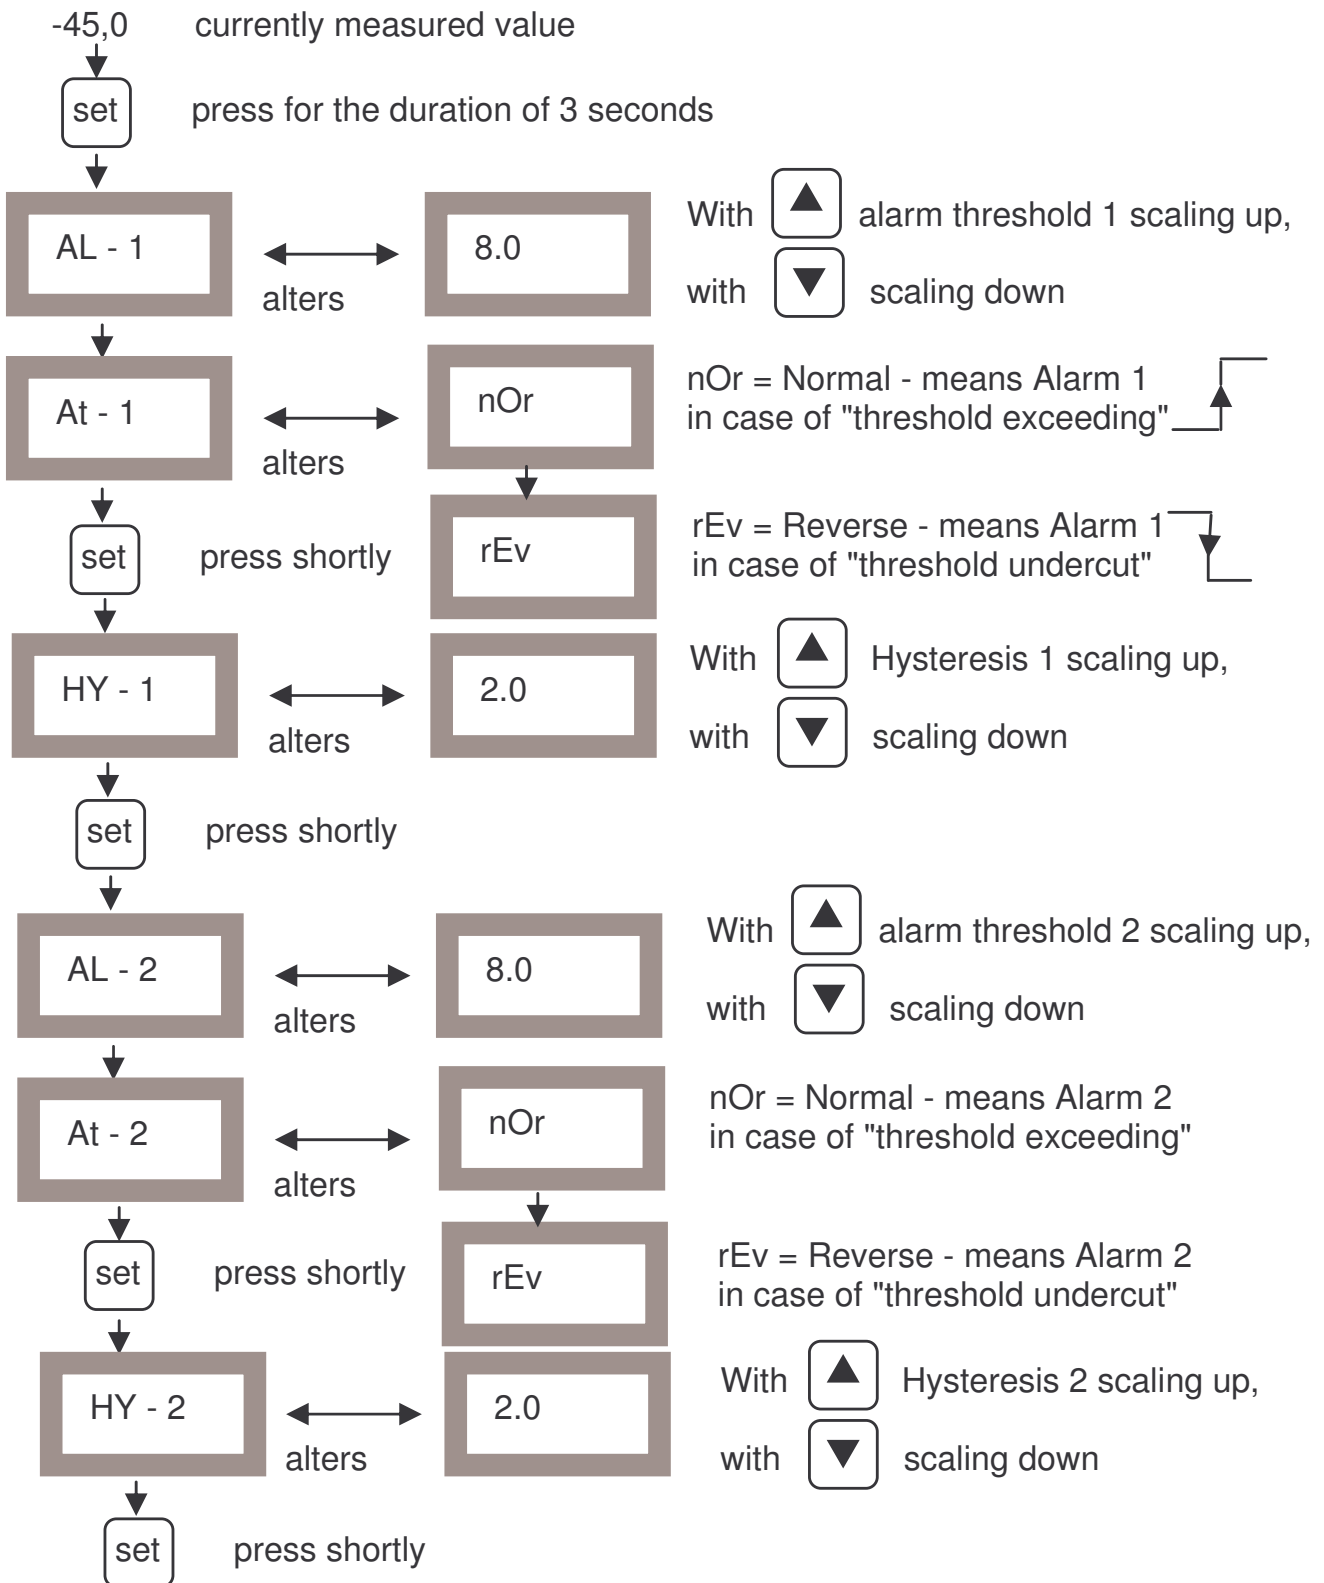 -45,0 currently measured value
set press for the duration of 3 seconds
AL - 1 alters 8.0
With ▲ alarm threshold 1 scaling up,
with ▼ scaling down
At - 1 alters nOr
nOr = Normal - means Alarm 1
in case of "threshold exceeding"
set press shortly rEv
rEv = Reverse - means Alarm 1
in case of "threshold undercut"
HY - 1 alters 2.0
With ▲ Hysteresis 1 scaling up,
with ▼ scaling down
set press shortly
AL - 2 alters 8.0
With ▲ alarm threshold 2 scaling up,
with ▼ scaling down
At - 2 alters nOr
nOr = Normal - means Alarm 2
in case of "threshold exceeding"
set press shortly rEv
rEv = Reverse - means Alarm 2
in case of "threshold undercut"
HY - 2 alters 2.0
With ▲ Hysteresis 2 scaling up,
with ▼ scaling down
set press shortly